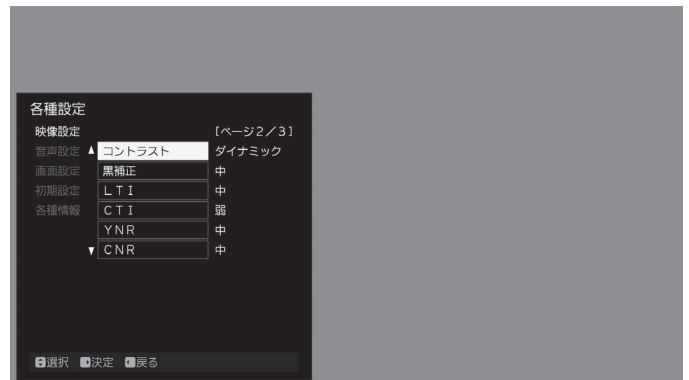 各種設定
映像設定 [ページ2/3]
音声設定 ▲ コントラスト ダイナミック
画面設定 黒補正 中
初期設定 LTI 中
各種情報 CTI 弱
YNR 中
▼ CNR 中
選択 決定 戻る